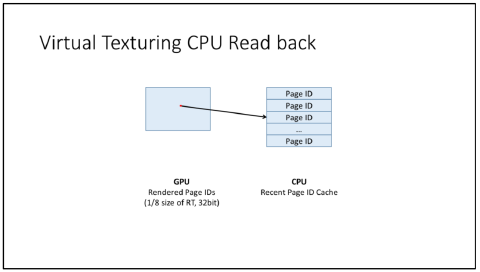 Virtual Texturing CPU Read back
Page ID
Page ID
Page ID
...
Page ID
GPU
Rendered Page IDs
(1/8 size of RT, 32bit)
CPU
Recent Page ID Cache